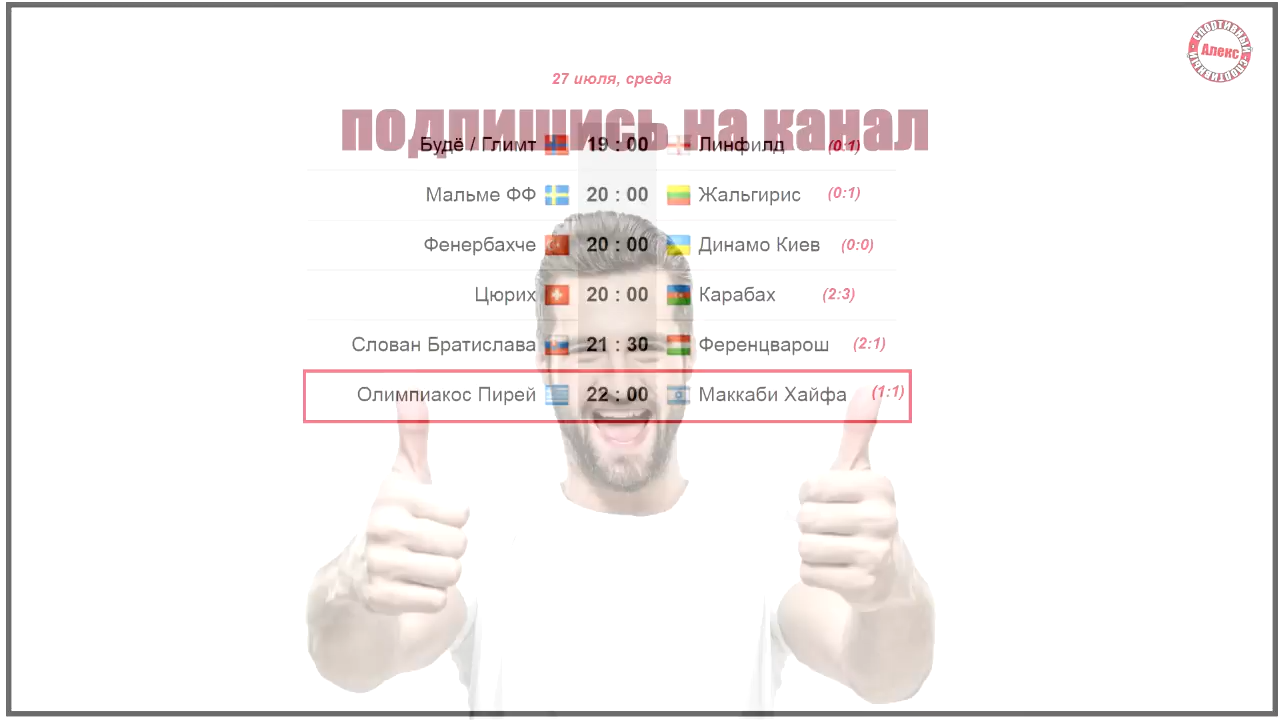 СПОРТИВНЫЙ
Алекс
СПОРТИВНЫЙ
27 июля, среда
ПОДПИШИСЬ НА КАНАЛ
Будё / Глимт 19 : 00 Линфилд (0:1)
Мальме ФФ 20 : 00 Жальгирис (0:1)
Фенербахче 20 : 00 Динамо Киев (0:0)
Цюрих 20 : 00 Карабах (2:3)
Слован Братислава 21 : 30 Ференцварош (2:1)
Олимпиакос Пирей 22 : 00 Маккаби Хайфа (1:1)